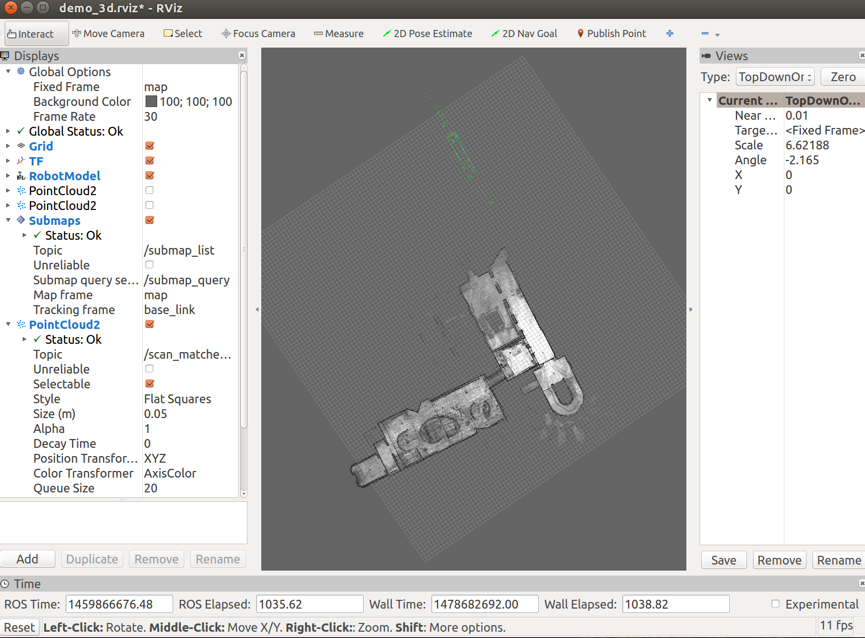 demo_3d.rviz* - RViz
Interact Move Camera Select Focus Camera Measure 2D Pose Estimate 2D Nav Goal Publish Point
Displays
Global Options
Fixed Frame map
Background Color 100; 100; 100
Frame Rate 30
Global Status: Ok
Grid
TF
RobotModel
PointCloud2
PointCloud2
Submaps
Status: Ok
Topic /submap_list
Unreliable
Submap query se... /submap_query
Map frame map
Tracking frame base_link
PointCloud2
Status: Ok
Topic /scan_matche...
Unreliable
Selectable
Style Flat Squares
Size (m) 0.05
Alpha 1
Decay Time 0
Position Transfor... XYZ
Color Transformer AxisColor
Queue Size 20
Add Duplicate Remove Rename
Views
Type: TopDownOr: Zero
Current ... TopDownO...
Near ... 0.01
Targe... <Fixed Frame>
Scale 6.62188
Angle -2.165
X 0
Y 0
Save Remove Rename
Time
ROS Time: 1459866676.48 ROS Elapsed: 1035.62 Wall Time: 1478682692.00 Wall Elapsed: 1038.82 Experimental
Reset Left-Click: Rotate. Middle-Click: Move X/Y. Right-Click:: Zoom. Shift: More options. 11 fps